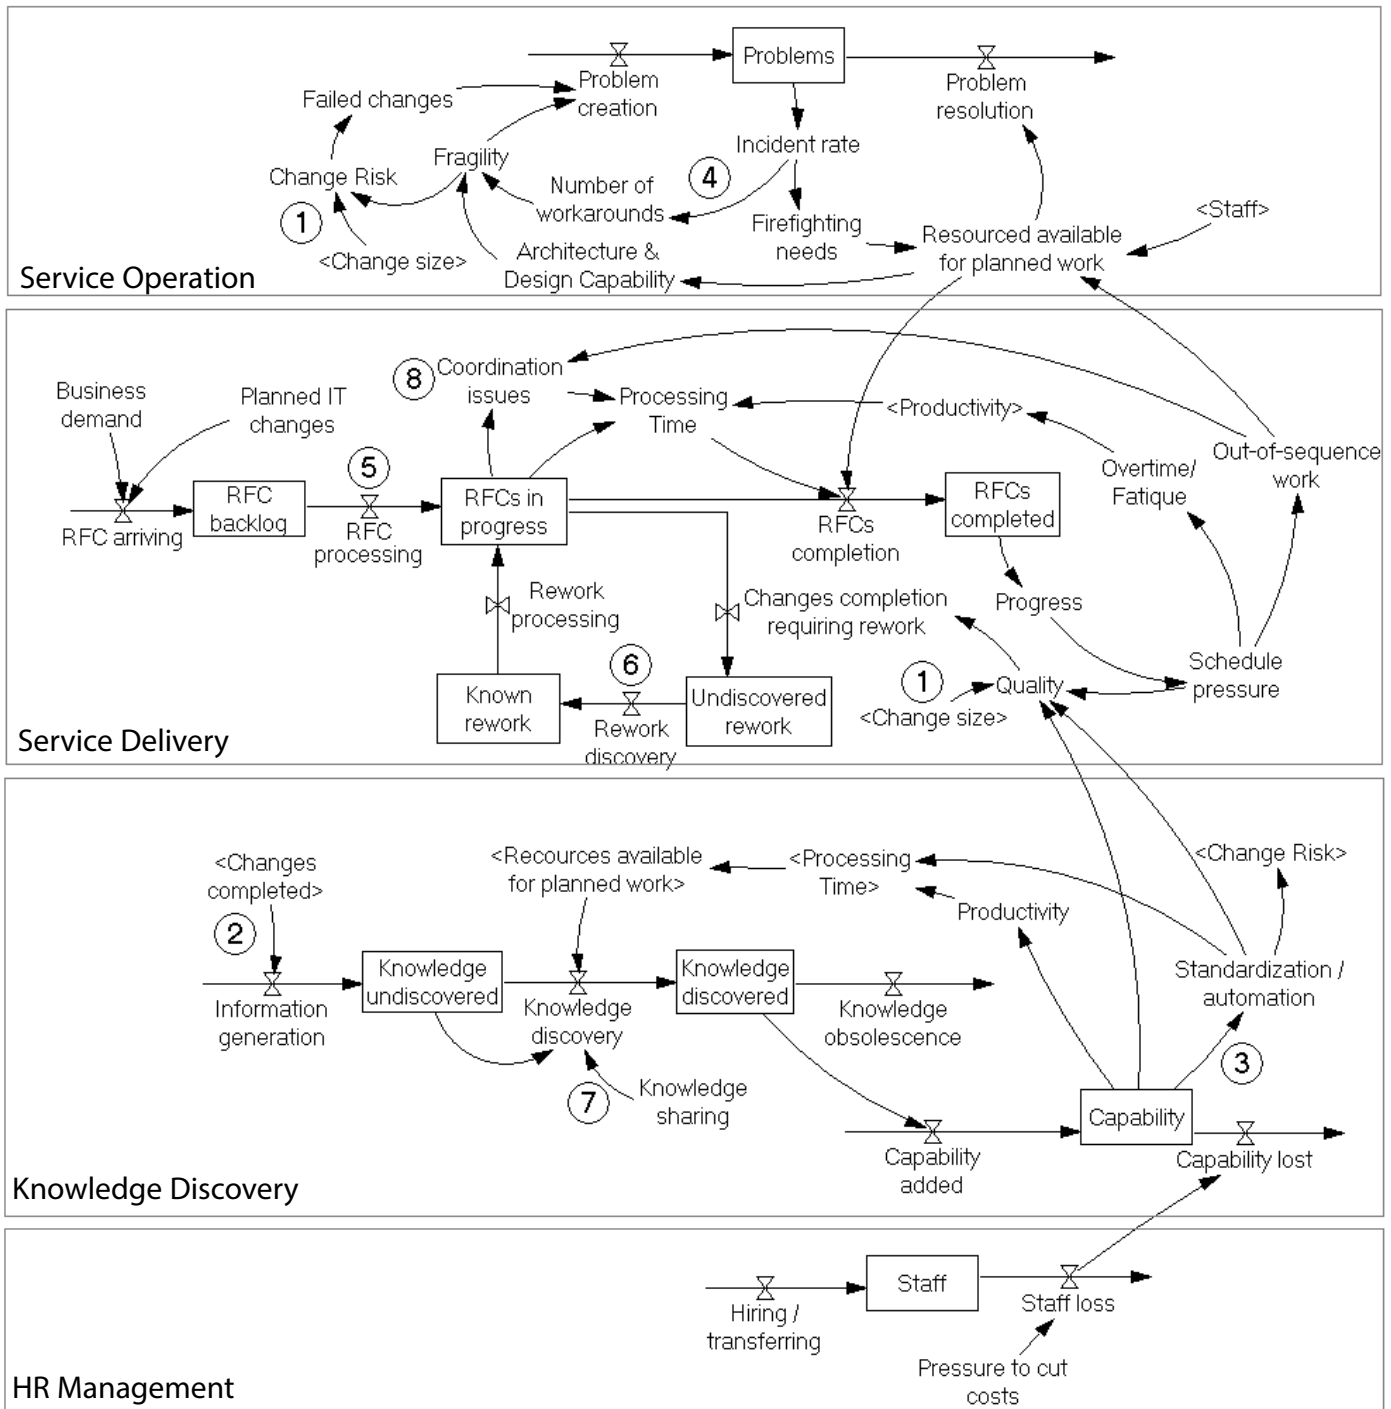 Problems
Problem
creation
Problem
resolution
Failed changes
Fragility
Incident rate
Change Risk
4
Number of
workarounds
1
Firefighting
needs
<Staff>
Resourced available
for planned work
<Change size>
Architecture &
Design Capability
Service Operation
8
Coordination
issues
Business
demand
Planned IT
changes
Processing
Time
<Productivity>
Out-of-sequence
work
5
Overtime/
Fatique
RFC
backlog
RFCs in
progress
RFCs
completed
RFC arriving
RFC
processing
RFCs
completion
Rework
processing
Changes completion
requiring rework
Progress
6
1
Quality
Schedule
pressure
Known
rework
Undiscovered
rework
<Change size>
Rework
discovery
Service Delivery
<Changes
completed>
<Recources available
for planned work>
<Processing
Time>
<Change Risk>
2
Productivity
Knowledge
undiscovered
Knowledge
discovered
Standardization /
automation
Information
generation
Knowledge
discovery
Knowledge
obsolescence
3
7
Knowledge
sharing
Capability
Capability
added
Capability lost
Knowledge Discovery
Staff
Hiring /
transferring
Staff loss
Pressure to cut
costs
HR Management